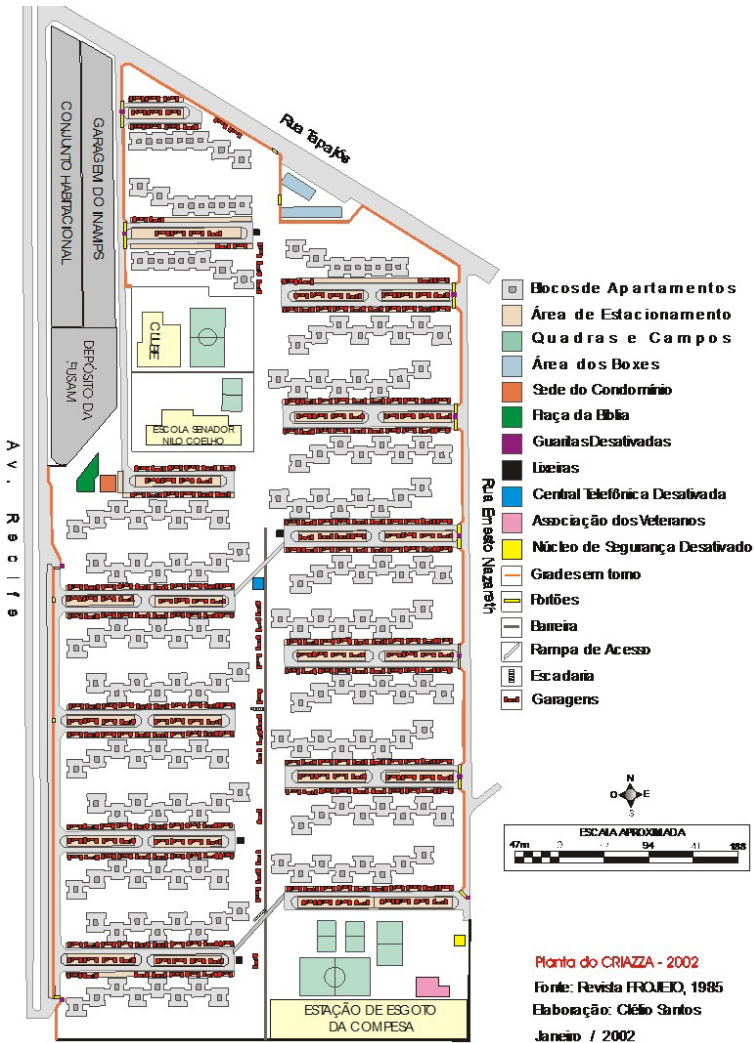 Rua Tapajós
GARAGEM DO INAMPS
CONJUNTO HABITACIONAL
DEPÓSITO DA
FUSAM
CLUBE
ESCOLA SENADOR
NILO COELHO
Av. Recife
Rua Ernesto Nazareth
ESTAÇÃO DE ESGOTO
DA COMPESA
Blocos de Apartamentos
Área de Estacionamento
Quadras e Campos
Área dos Boxes
Sede do Condomínio
Praça da Bíblia
Guaritas Desativadas
Lixeiras
Central Telefônica Desativada
Associação dos Veteranos
Núcleo de Segurança Desativado
Grades em torno
Portões
Barreira
Rampa de Acesso
Escadaria
Garagens
N
O E
S
ESCALA APROXIMADA
47m 0 47 94 41 188
Planta do CRIAZZA - 2002
Fonte: Revista PROJETO, 1985
Elaboração: Clélio Santos
Janeiro / 2002